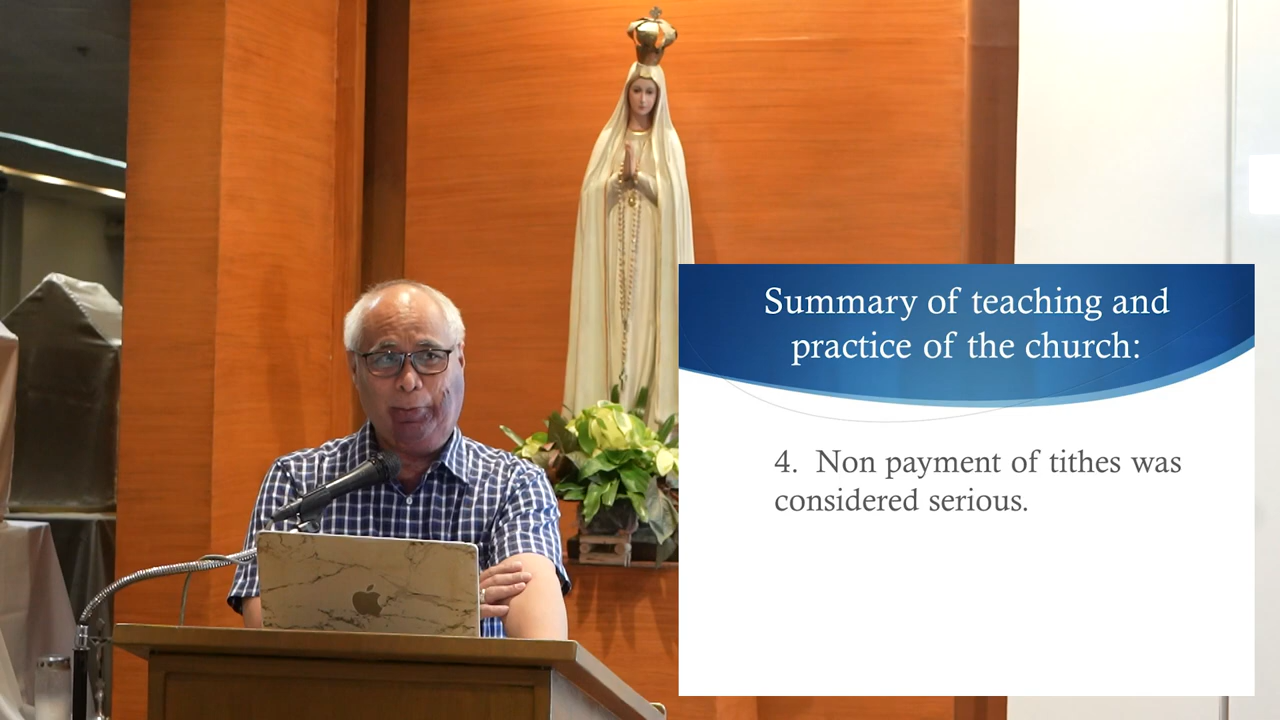 Summary of teaching and
practice of the church:
4. Non payment of tithes was
considered serious.